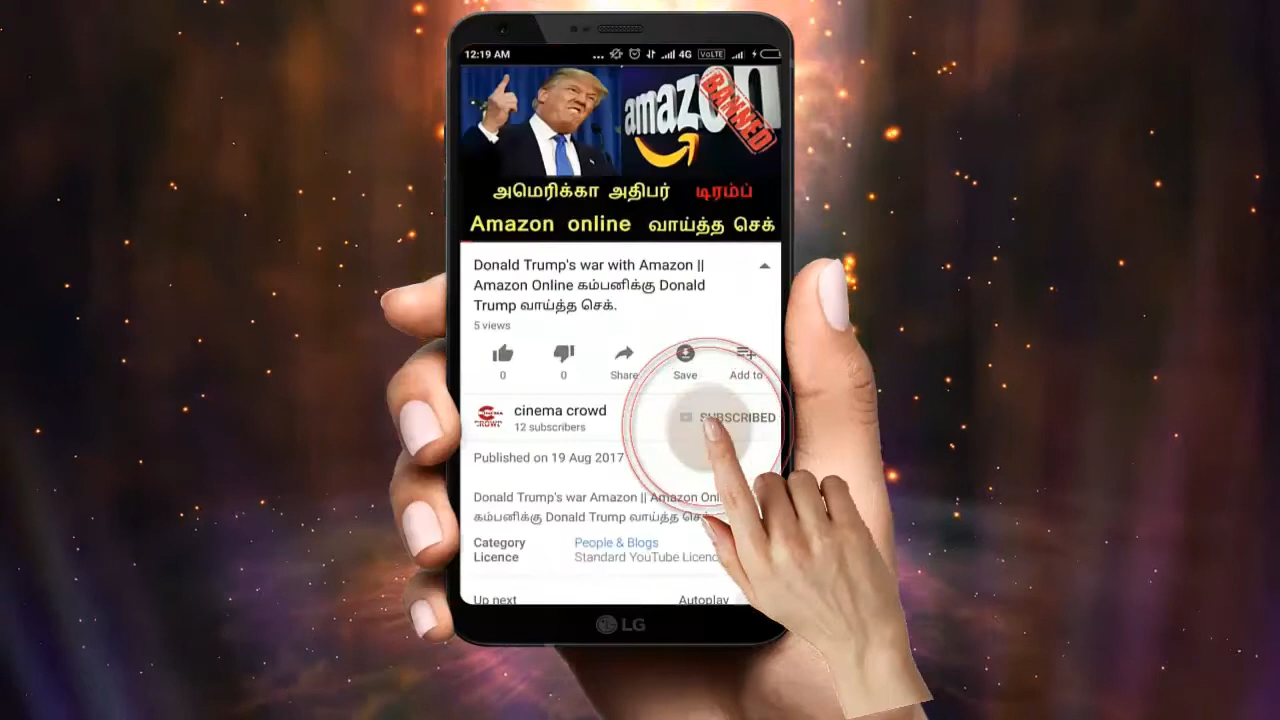 12:19 AM ... 4G VoLTE
amazon
BANNED
அமெரிக்கா அதிபர் டிரம்ப்
Amazon online வாய்த்த செக்
Donald Trump's war with Amazon ||
Amazon Online கம்பனிக்கு Donald
Trump வாய்த்த செக்.
5 views
0 0 Share Save Add to
cinema crowd
12 subscribers
SUBSCRIBED
Published on 19 Aug 2017
Donald Trump's war Amazon || Amazon Onl
கம்பனிக்கு Donald Trump வாய்த்த செக்
Category People & Blogs
Licence Standard YouTube Licenc
Up next Autoplay
LG